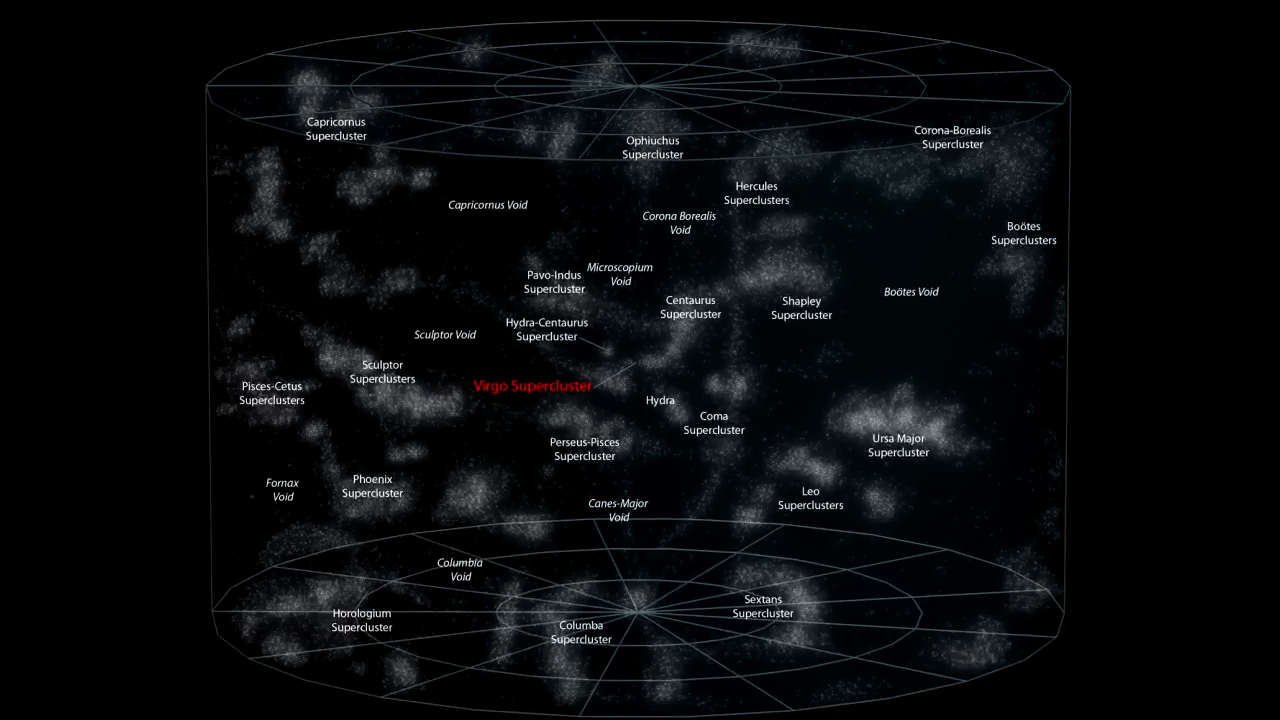 Capricornus
Supercluster
Ophiuchus
Supercluster
Corona-Borealis
Supercluster
Capricornus Void
Hercules
Superclusters
Corona Borealis
Void
Boötes
Superclusters
Pavo-Indus
Supercluster
Microscopium
Void
Boötes Void
Centaurus
Supercluster
Shapley
Supercluster
Hydra-Centaurus
Supercluster
Sculptor Void
Sculptor
Superclusters
Pisces-Cetus
Superclusters
Virgo Supercluster
Hydra
Coma
Supercluster
Perseus-Pisces
Supercluster
Ursa Major
Supercluster
Fornax
Void
Phoenix
Supercluster
Leo
Superclusters
Canes-Major
Void
Columbia
Void
Horologium
Supercluster
Columba
Supercluster
Sextans
Supercluster